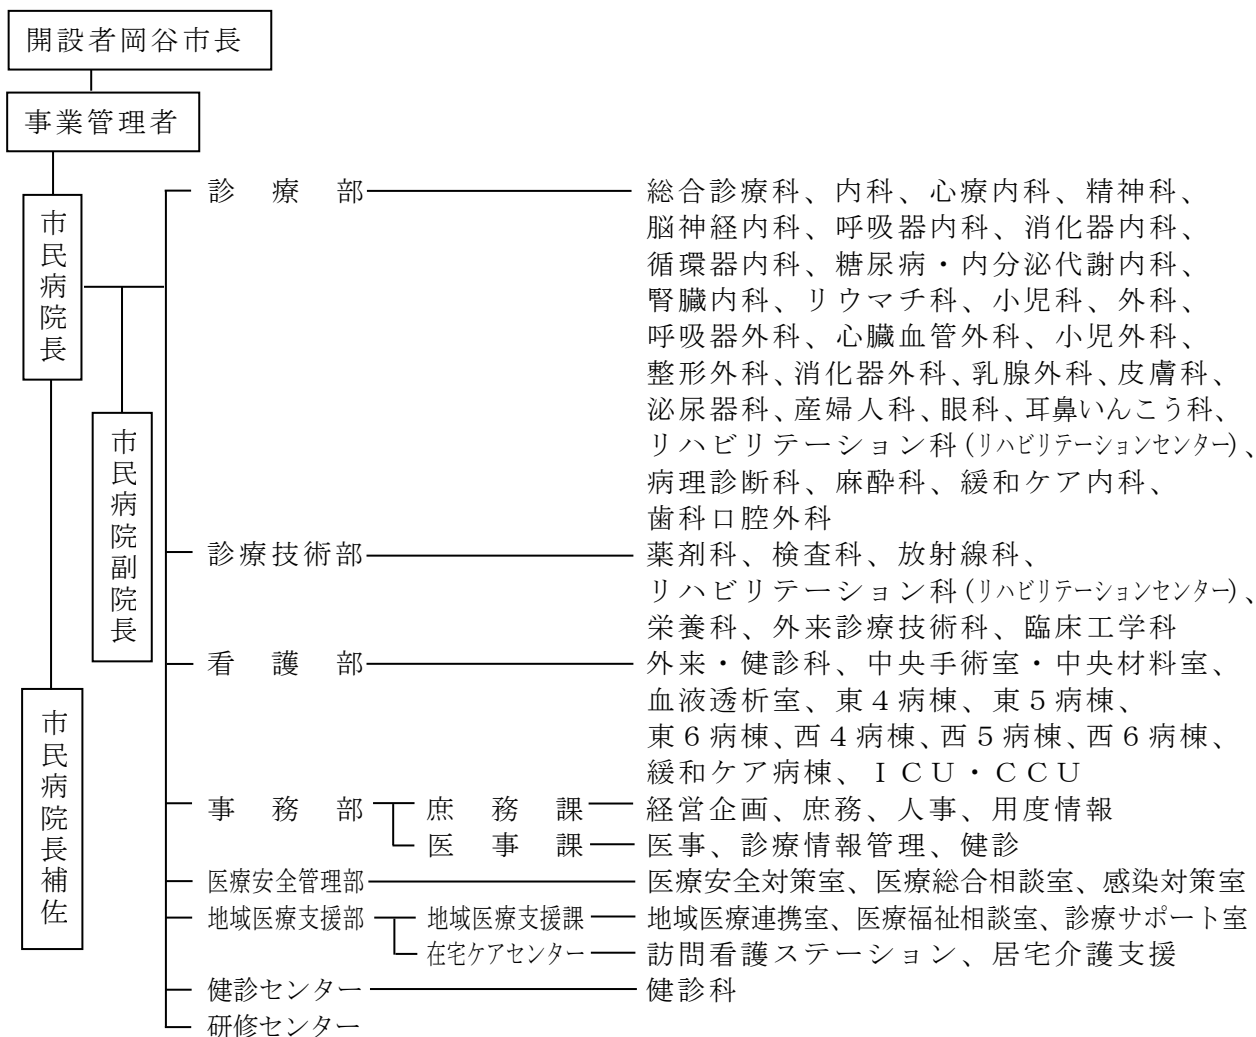 開設者岡谷市長
事業管理者
市民病院長
市民病院副院長
市民病院長補佐
診療部 総合診療科、内科、心療内科、精神科、
脳神経内科、呼吸器内科、消化器内科、
循環器内科、糖尿病・内分泌代謝内科、
腎臓内科、リウマチ科、小児科、外科、
呼吸器外科、心臓血管外科、小児外科、
整形外科、消化器外科、乳腺外科、皮膚科、
泌尿器科、産婦人科、眼科、耳鼻いんこう科、
リハビリテーション科(リハビリテーションセンター)、
病理診断科、麻酔科、緩和ケア内科、
歯科口腔外科
診療技術部 薬剤科、検査科、放射線科、
リハビリテーション科(リハビリテーションセンター)、
栄養科、外来診療技術科、臨床工学科
看護部 外来・健診科、中央手術室・中央材料室、
血液透析室、東4病棟、東5病棟、
東6病棟、西4病棟、西5病棟、西6病棟、
緩和ケア病棟、ICU・CCU
事務部 庶務課 経営企画、庶務、人事、用度情報
医事課 医事、診療情報管理、健診
医療安全管理部 医療安全対策室、医療総合相談室、感染対策室
地域医療支援部 地域医療支援課 地域医療連携室、医療福祉相談室、診療サポート室
在宅ケアセンター 訪問看護ステーション、居宅介護支援
健診センター 健診科
研修センター